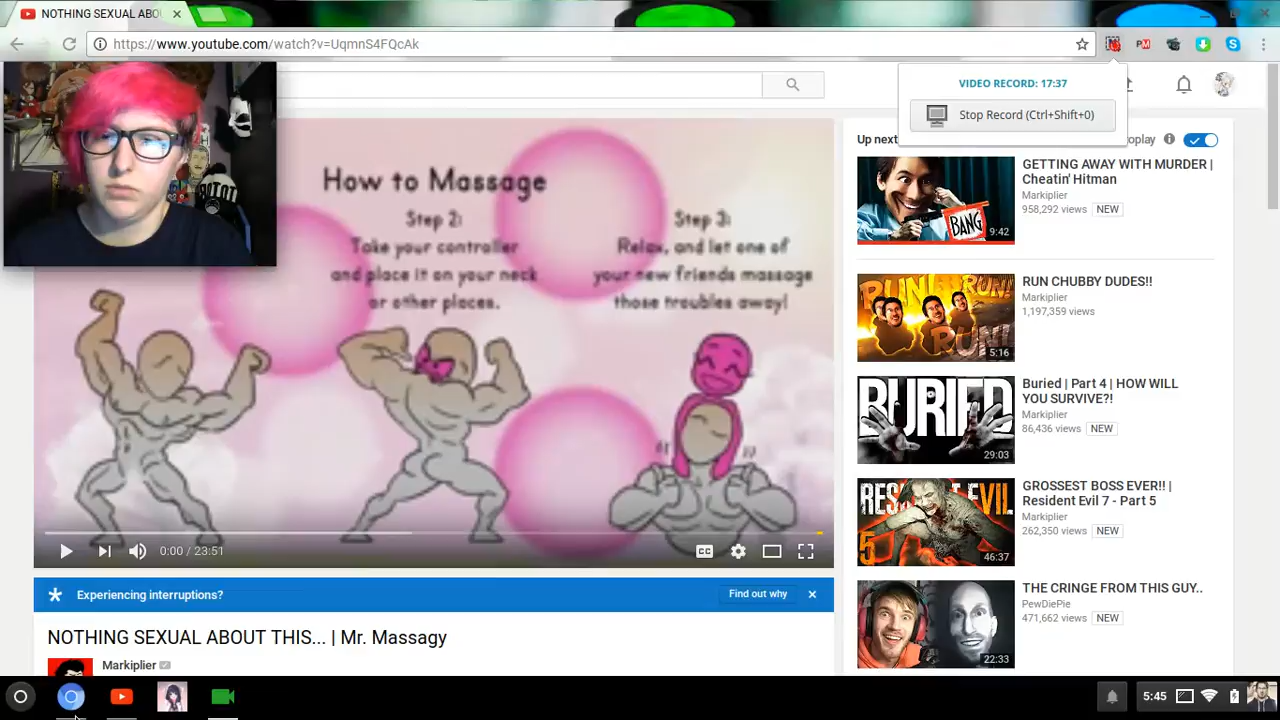 NOTHING SEXUAL ABO
https://www.youtube.com/watch?v=UqmnS4FQcAk
VIDEO RECORD: 17:37
Stop Record (Ctrl+Shift+0)
Up next
toplay
How to Massage
Step 2:
Take your controller
and place it on your neck
or other places.
Step 3:
Relax, and let one of
your new friends massage
those troubles away!
0:00 / 23:51
CC
Experiencing interruptions?
Find out why
NOTHING SEXUAL ABOUT THIS... | Mr. Massagy
Markiplier
GETTING AWAY WITH MURDER |
Cheatin' Hitman
Markiplier
958,292 views NEW
BANG
9:42
RUN CHUBBY DUDES!!
Markiplier
1,197,359 views
RUN! RUN!
RUN!
5:16
Buried | Part 4 | HOW WILL
YOU SURVIVE?!
Markiplier
86,436 views NEW
BURIED
29:03
GROSSEST BOSS EVER!! |
Resident Evil 7 - Part 5
Markiplier
262,350 views NEW
5
46:37
THE CRINGE FROM THIS GUY..
PewDiePie
471,662 views NEW
22:33
5:45